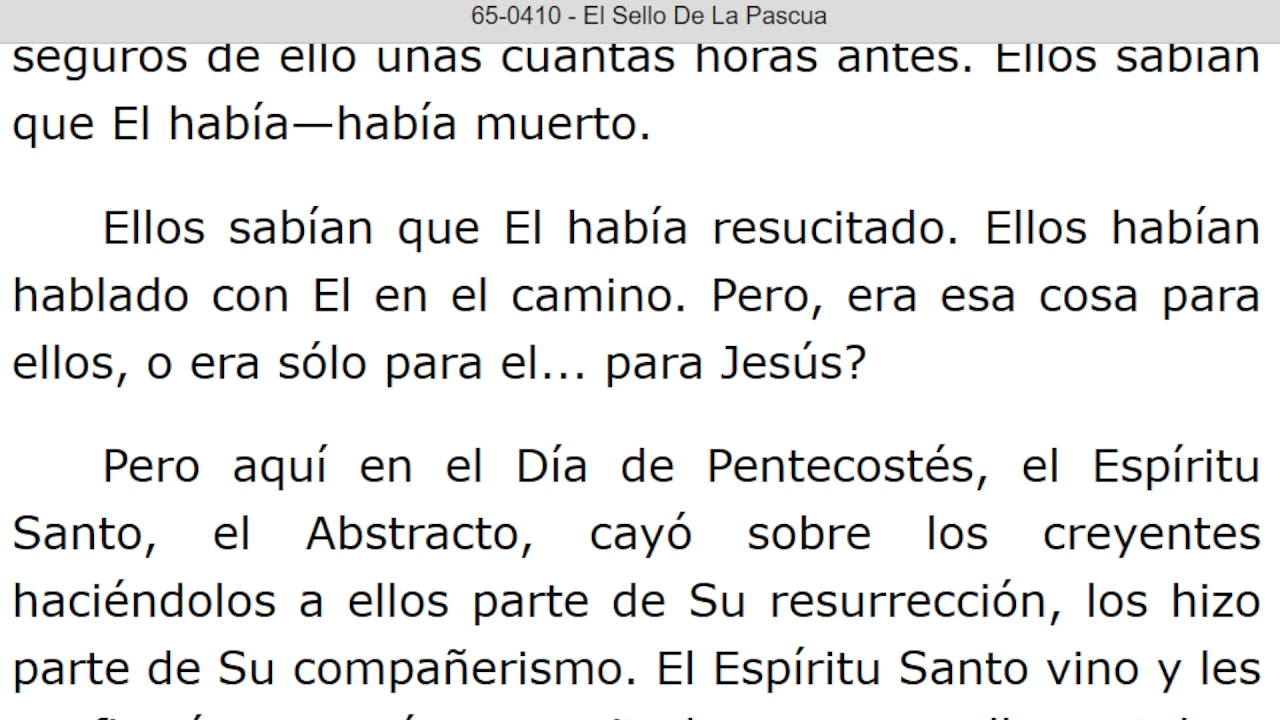 65-0410 - El Sello De La Pascua
seguros de ello unas cuantas horas antes. Ellos sabían
que El había—había muerto.
Ellos sabían que El había resucitado. Ellos habían
hablado con El en el camino. Pero, era esa cosa para
ellos, o era sólo para el... para Jesús?
Pero aquí en el Día de Pentecostés, el Espíritu
Santo, el Abstracto, cayó sobre los creyentes
haciéndolos a ellos parte de Su resurrección, los hizo
parte de Su compañerismo. El Espíritu Santo vino y les